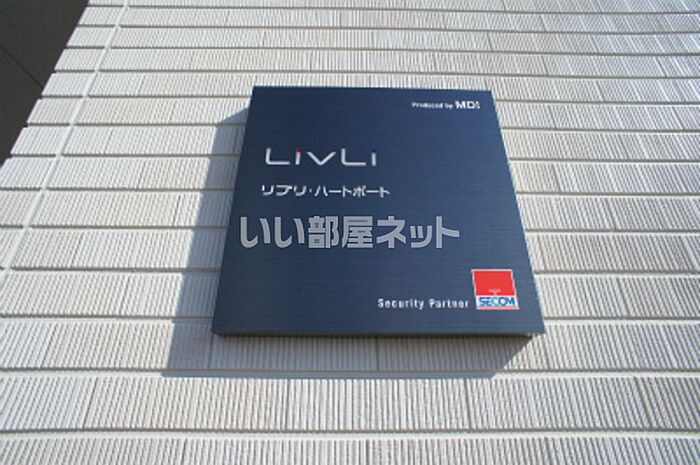 Produced by MDI
LivLi
リブリ・ハートポート
いい部屋ネット
Security Partner
SECOM